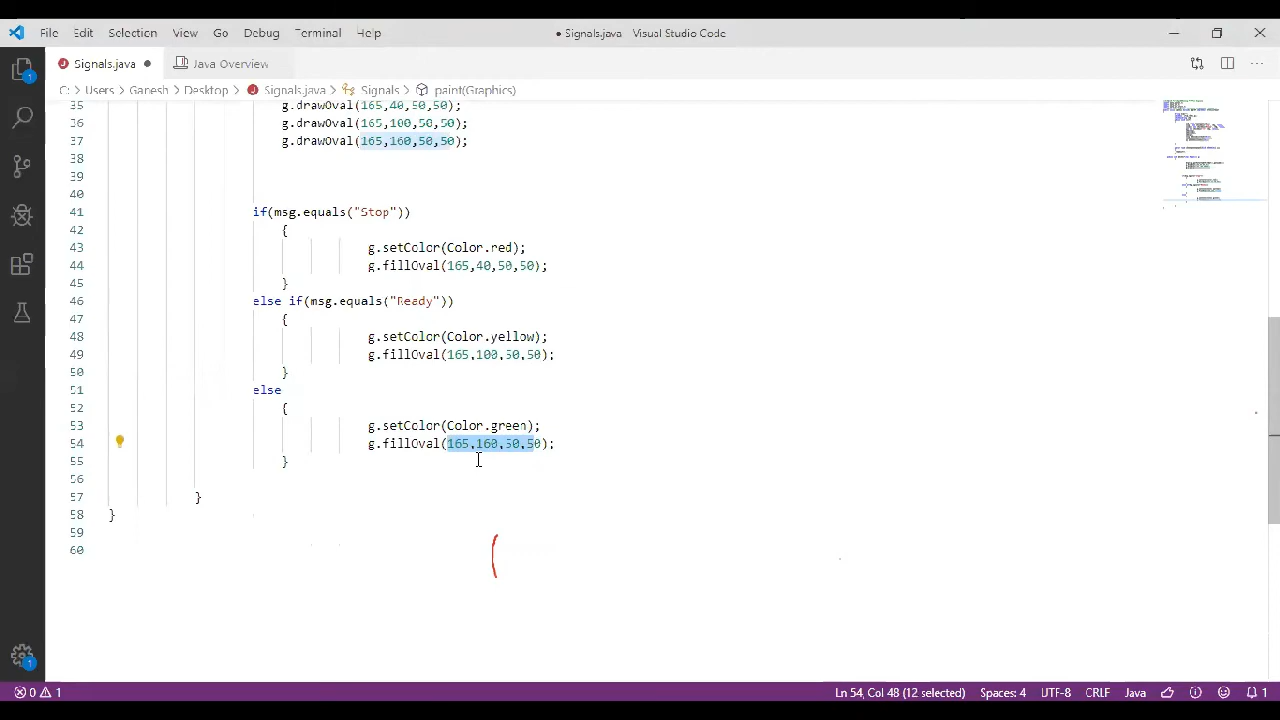 File Edit Selection View Go Debug Terminal Help ● Signals.java - Visual Studio Code
Signals.java ● Java Overview
C: > Users > Ganesh > Desktop > Signals.java > Signals > paint(Graphics)
35 g.drawOval(165,40,50,50);
36 g.drawOval(165,100,50,50);
37 g.drawOval(165,160,50,50);
38
39
40
41 if(msg.equals("Stop"))
42 {
43 g.setColor(Color.red);
44 g.fillOval(165,40,50,50);
45 }
46 else if(msg.equals("Ready"))
47 {
48 g.setColor(Color.yellow);
49 g.fillOval(165,100,50,50);
50 }
51 else
52 {
53 g.setColor(Color.green);
54 g.fillOval(165,160,50,50);
55 }
56
57 }
58 }
59
60
0 1 Ln 54, Col 48 (12 selected) Spaces: 4 UTF-8 CRLF Java 1